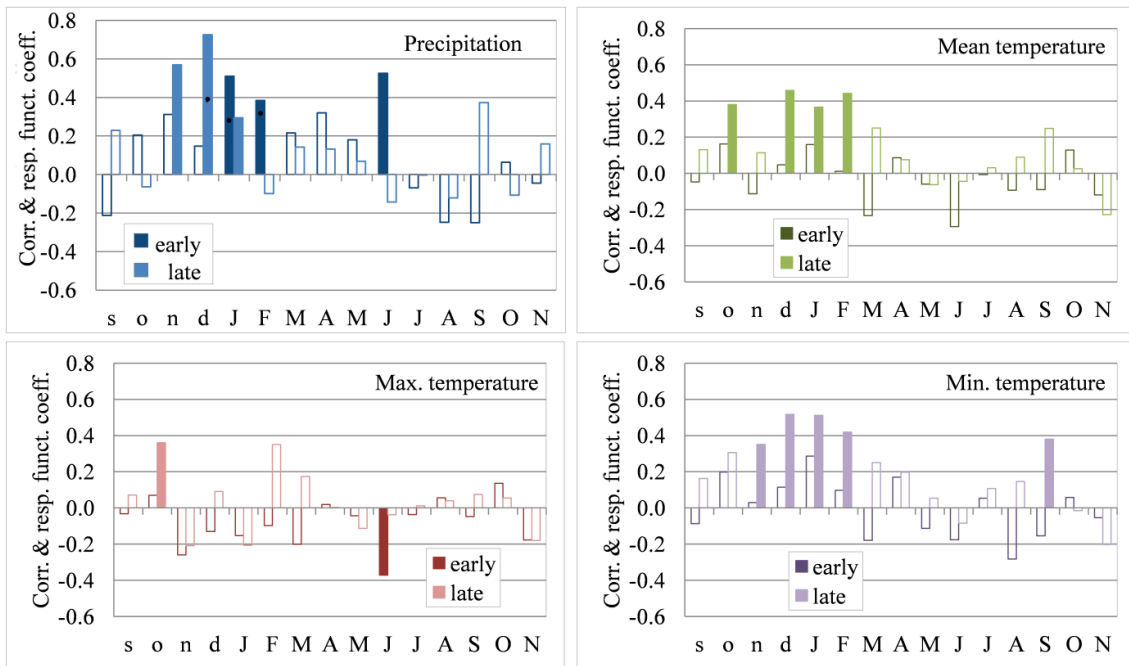 Precipitation
Corr. & resp. funct. coeff.
0.8
0.6
0.4
0.2
0.0
-0.2
-0.4
-0.6
early
late
s o n d J F M A M J J A S O N
Mean temperature
Corr. & resp. funct. coeff.
0.8
0.6
0.4
0.2
0.0
-0.2
-0.4
-0.6
early
late
s o n d J F M A M J J A S O N
Max. temperature
Corr. & resp. funct. coeff.
0.8
0.6
0.4
0.2
0.0
-0.2
-0.4
-0.6
early
late
s o n d J F M A M J J A S O N
Min. temperature
Corr. & resp. funct. coeff.
0.8
0.6
0.4
0.2
0.0
-0.2
-0.4
-0.6
early
late
s o n d J F M A M J J A S O N